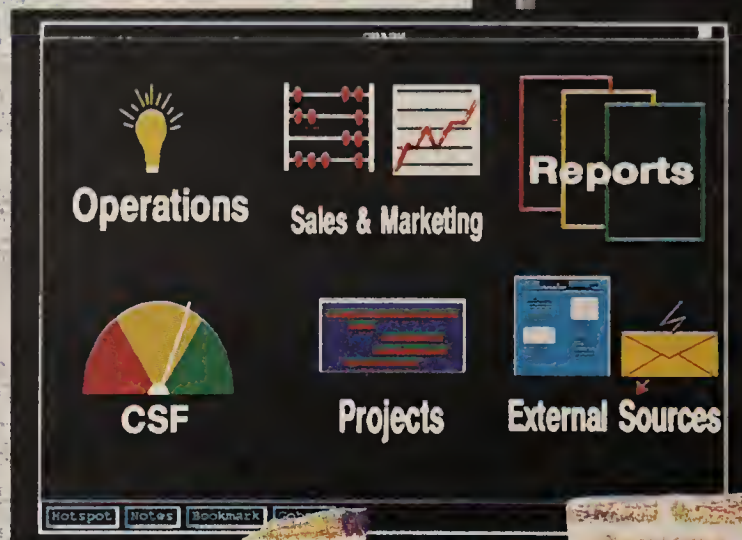 Operations
Sales & Marketing
Reports
CSF
Projects
External Sources
Hotspot Notes Bookmark